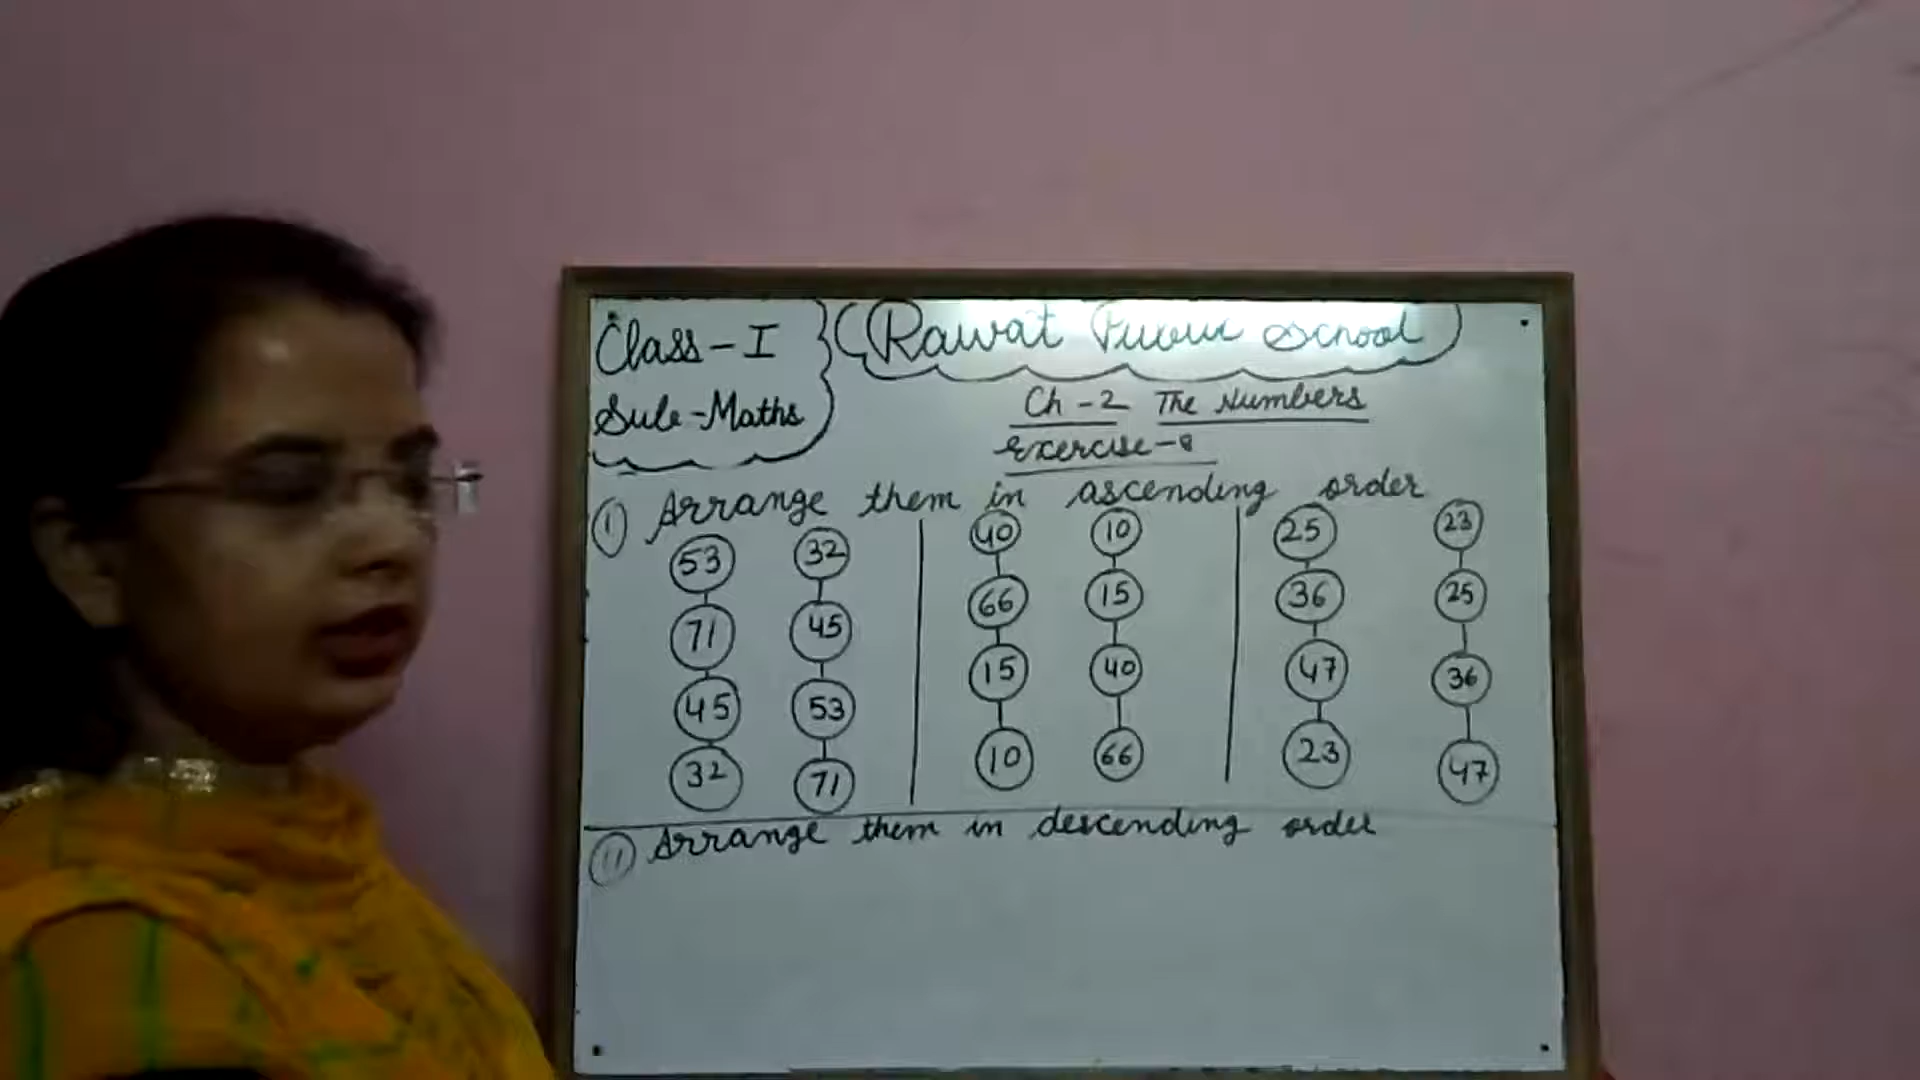 Class - I
Sub - Maths
Rawat Public School
Ch - 2 The Numbers
Exercise - 8
(I) Arrange them in ascending order
53 32 40 10 25 23
71 45 66 15 36 25
45 53 15 40 47 36
32 71 10 66 23 47
(II) Arrange them in descending order